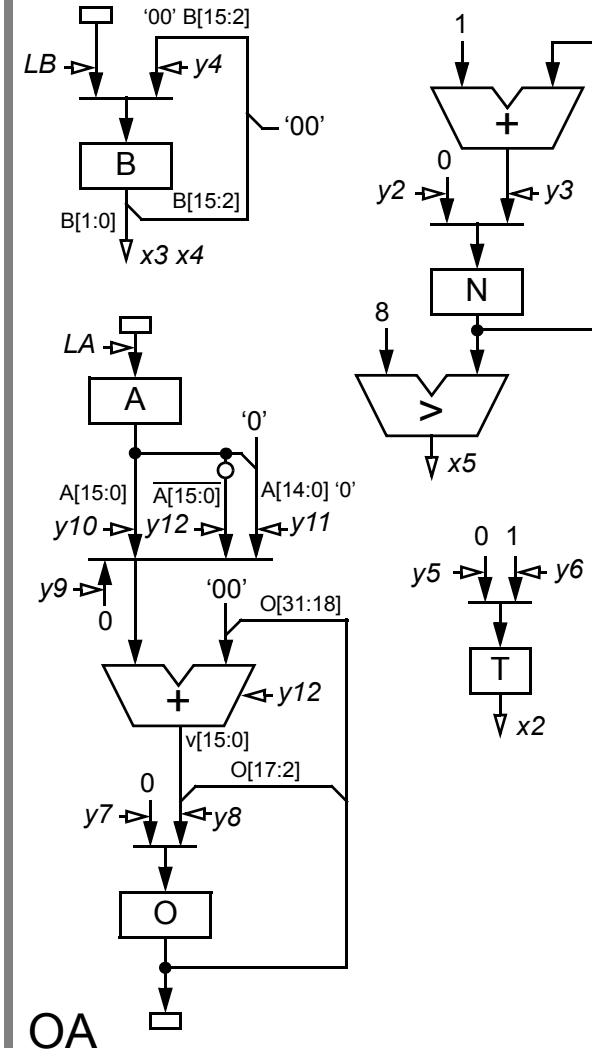 '00' B[15:2]
LB
y4
'00'
B
B[1:0]
B[15:2]
x3 x4
1
+
0
y2
y3
N
8
>
x5
LA
A
'0'
A[15:0]
A[15:0]
A[14:0] '0'
y10
y12
y11
y9
0
'00'
O[31:18]
+
y12
v[15:0]
O[17:2]
0
y7
y8
O
0 1
y5
y6
T
x2
OA